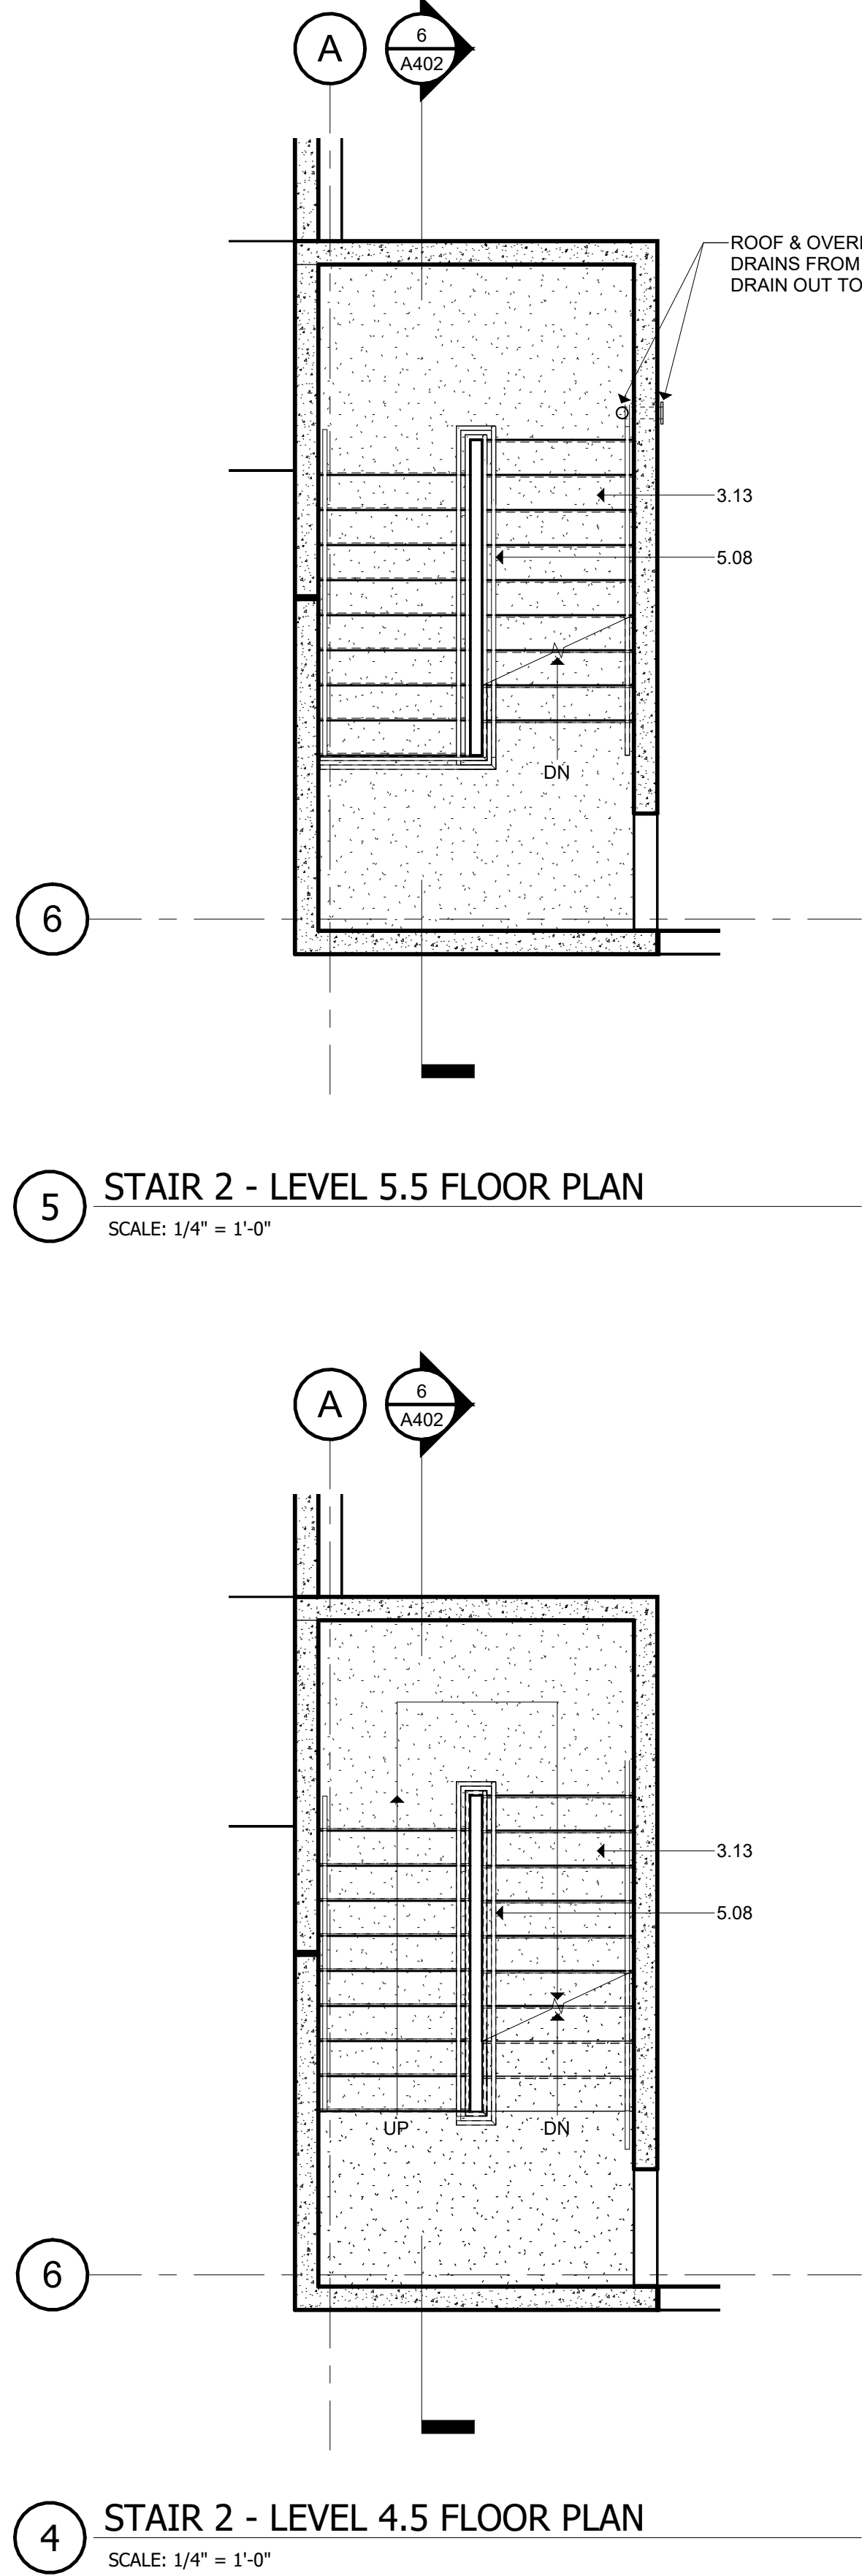 A
6
A402
ROOF &
DRAINS FROM
DRAIN OUT TO
3.13
5.08
DN
6
5
STAIR 2 - LEVEL 5.5 FLOOR PLAN
SCALE: 1/4" = 1'-0"
A
6
A402
3.13
5.08
UP
DN
6
4
STAIR 2 - LEVEL 4.5 FLOOR PLAN
SCALE: 1/4" = 1'-0"